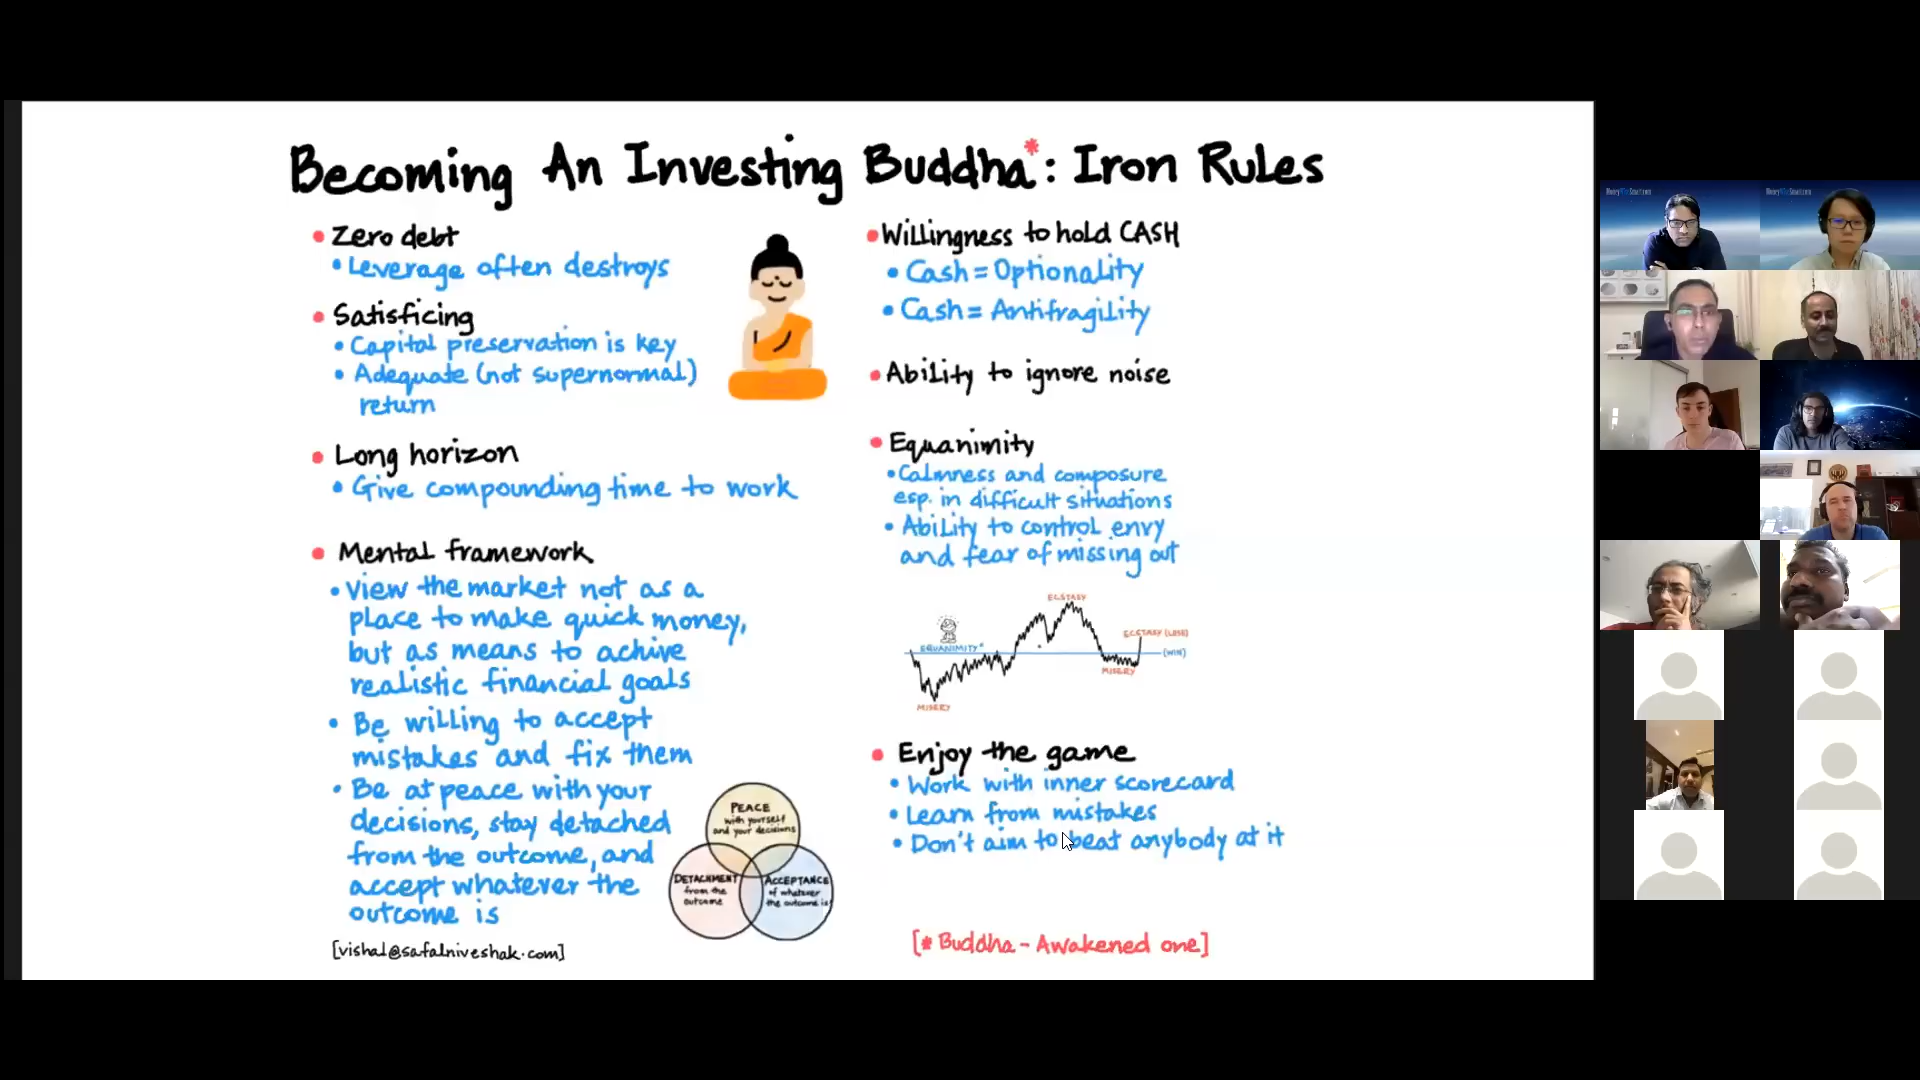 Becoming An Investing Buddha*: Iron Rules
• Zero debt
• Leverage often destroys
• Satisficing
• Capital preservation is key
• Adequate (not supernormal)
return
• Long horizon
• Give compounding time to work
• Mental framework
• View the market not as a
place to make quick money,
but as means to achive
realistic financial goals
• Be willing to accept
mistakes and fix them
• Be at peace with your
decisions, stay detached
from the outcome, and
accept whatever the
outcome is
PEACE
with yourself
and your decisions
DETACHMENT
from the
outcome
ACCEPTANCE
of whatever
the outcome is
[vishal@safalniveshak.com]
• Willingness to hold CASH
• Cash = Optionality
• Cash = Antifragility
• Ability to ignore noise
• Equanimity
• Calmness and composure
esp. in difficult situations
• Ability to control envy
and fear of missing out
ECSTASY
EQUANIMITY*
ECSTASY (LOSE)
(WIN)
MISERY
MISERY
• Enjoy the game
• Work with inner scorecard
• Learn from mistakes
• Don't aim to beat anybody at it
[* Buddha - Awakened one]